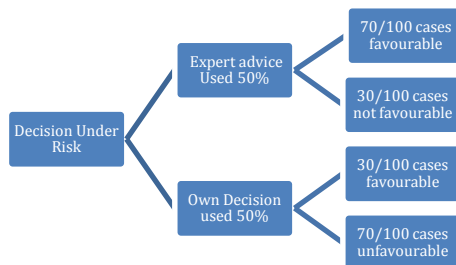 Decision Under
Risk
Expert advice
Used 50%
70/100 cases
favourable
30/100 cases
not favourable
Own Decision
used 50%
30/100 cases
favourable
70/100 cases
unfavourable